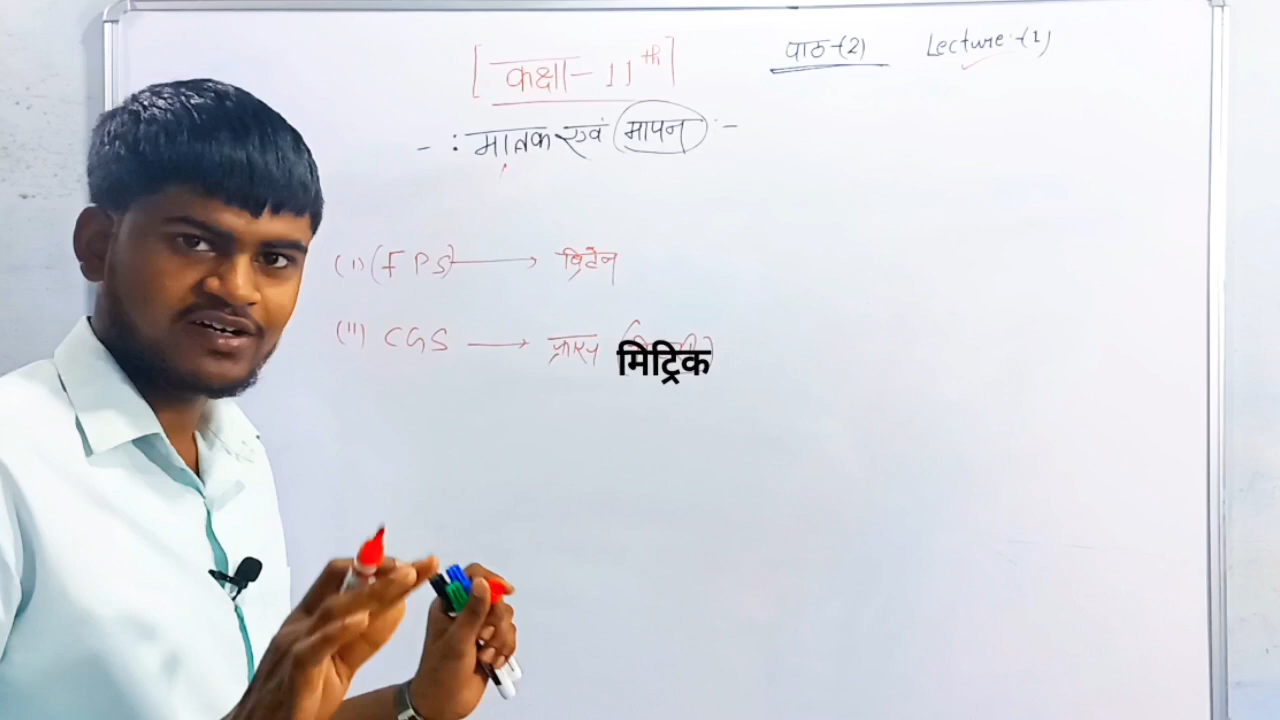 [कक्षा-11th]
पाठ-(2)
Lecture-(1)
-: मात्रक एवं मापन :-
(i) (FPS) → ब्रिटेन
(ii) CGS → फ्रांस
मिट्रिक